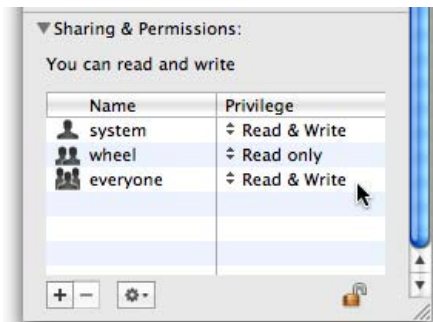 Sharing & Permissions:
You can read and write
Name Privilege
system Read & Write
wheel Read only
everyone Read & Write